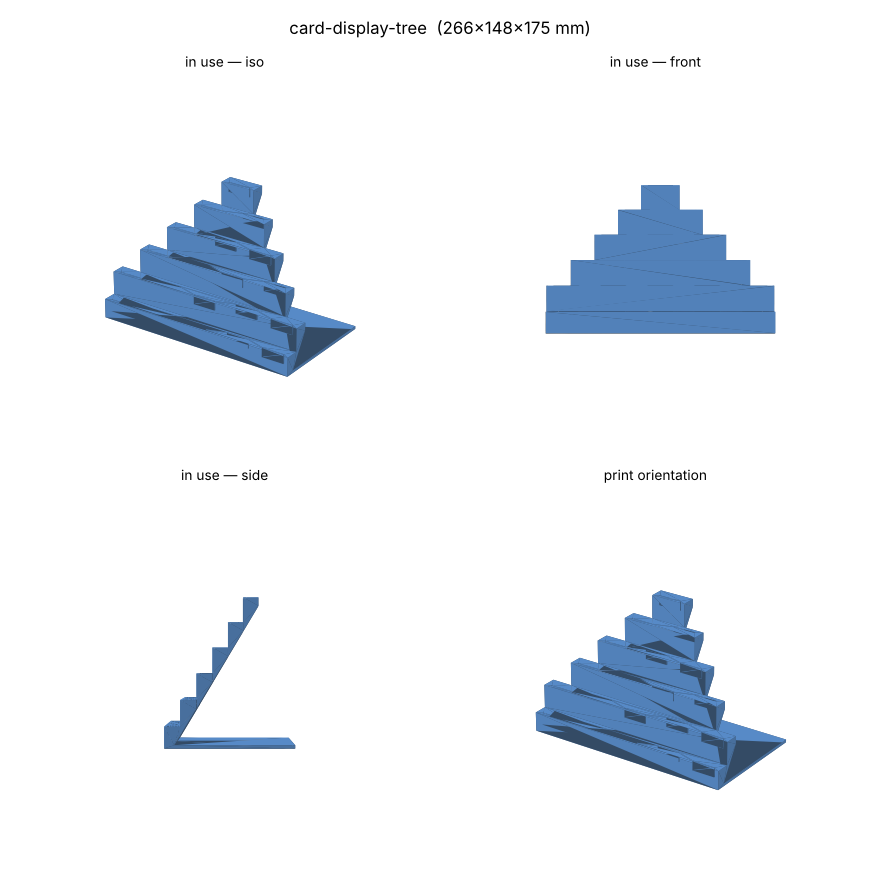 card-display-tree (266×148×175 mm)
in use — iso
in use — front
in use — side
print orientation